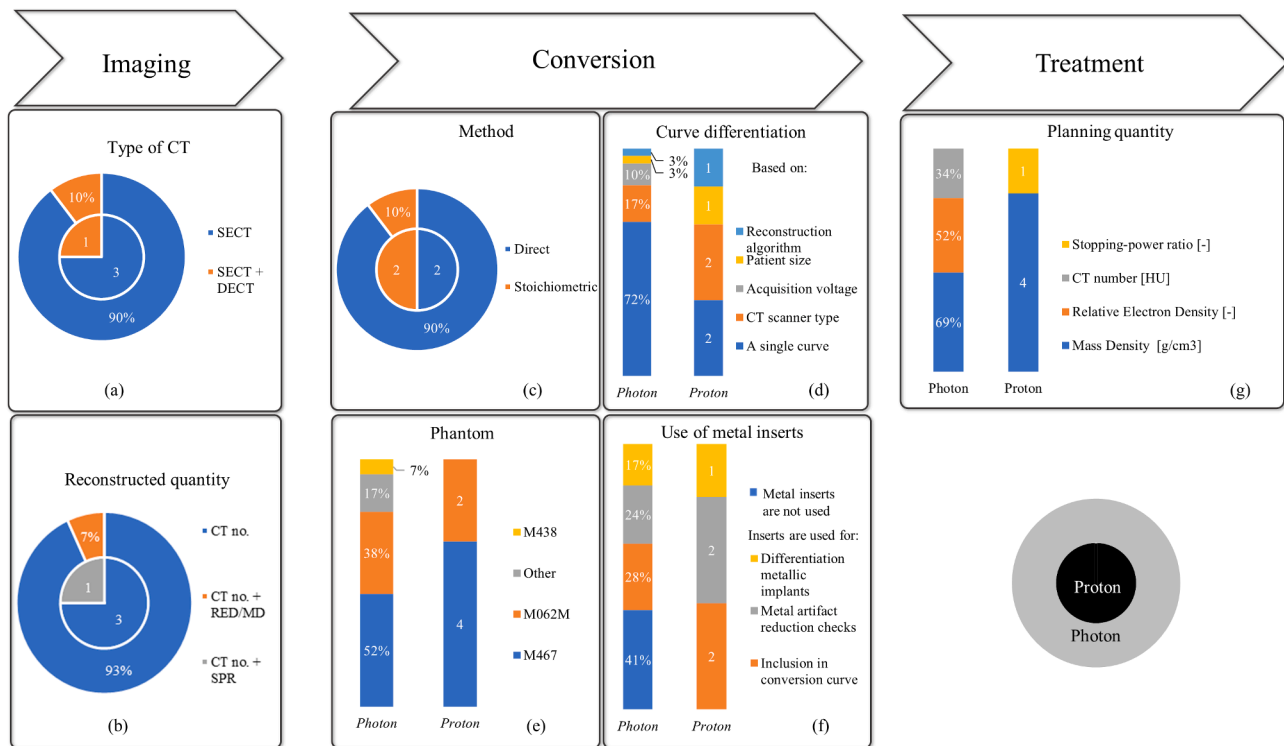 Imaging
Conversion
Treatment
Type of CT
10%
1
3
90%
SECT
SECT +
DECT
(a)
Reconstructed quantity
7%
1
3
93%
CT no.
CT no. +
RED/MD
CT no. +
SPR
(b)
Method
10%
2
2
90%
Direct
Stoichiometric
(c)
Curve differentiation
3%
3%
10%
17%
72%
1
1
2
2
Based on:
Reconstruction
algorithm
Patient size
Acquisition voltage
CT scanner type
A single curve
Photon
Proton
(d)
Phantom
7%
17%
38%
52%
2
4
M438
Other
M062M
M467
Photon
Proton
(e)
Use of metal inserts
17%
24%
28%
41%
1
2
2
Metal inserts
are not used
Inserts are used for:
Differentiation
metallic
implants
Metal artifact
reduction checks
Inclusion in
conversion curve
Photon
Proton
(f)
Planning quantity
34%
52%
69%
1
4
Stopping-power ratio [-]
CT number [HU]
Relative Electron Density [-]
Mass Density [g/cm3]
Photon
Proton
(g)
Proton
Photon